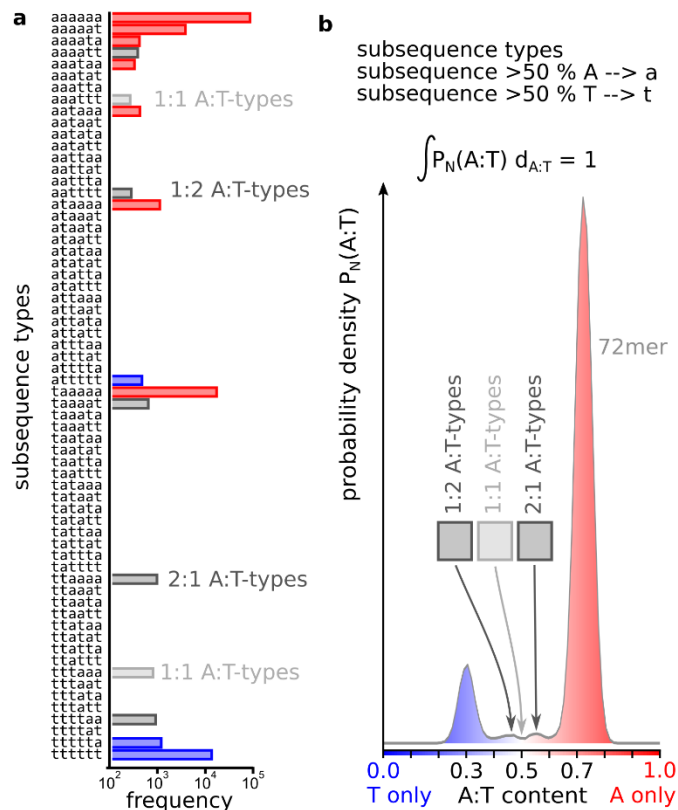 a
aaaaaa
aaaaat
aaaata
aaaatt
aaataa
aaatat
aaatta
aaattt
1:1 A:T-types
aataaa
aataat
aatata
aatatt
aattaa
aattat
aattta
aatttt
1:2 A:T-types
ataaaa
ataaat
ataata
ataatt
atataa
atatat
atatta
atattt
attaaa
attaat
attata
attatt
atttaa
atttat
atttta
attttt
taaaaa
taaaat
taaata
taaatt
taataa
taatat
taatta
taattt
tataaa
tataat
tatata
tatatt
tattaa
tattat
tattta
tatttt
ttaaaa
2:1 A:T-types
ttaaat
ttaata
ttaatt
ttataa
ttatat
ttatta
ttattt
tttaaa
1:1 A:T-types
tttaat
tttata
tttatt
ttttaa
ttttat
ttttta
tttttt
subsequence types
10² 10³ 10⁴ 10⁵
frequency
b
subsequence types
subsequence >50 % A --> a
subsequence >50 % T --> t
∫P_N(A:T) d_A:T = 1
probability density P_N(A:T)
72mer
1:2 A:T-types
1:1 A:T-types
2:1 A:T-types
0.0 0.3 0.5 0.7 1.0
T only A:T content A only